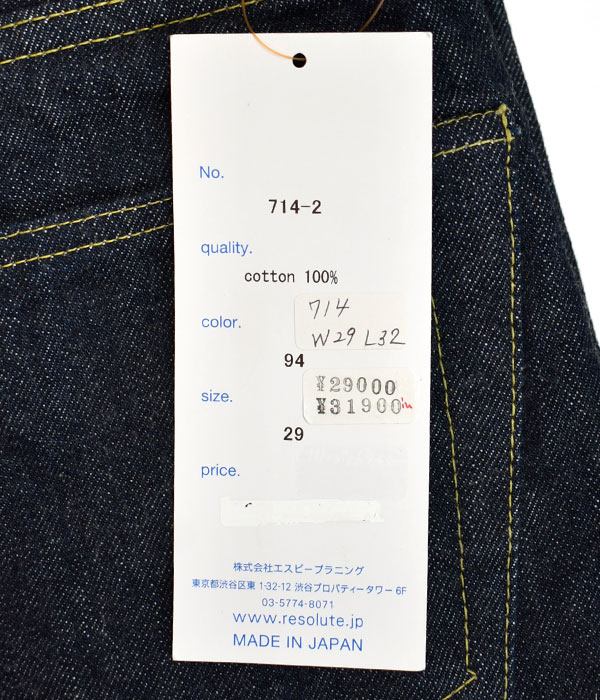 No.
714-2
quality.
cotton 100%
714
color.
W29 L32
94
¥29000
size.
¥31900 in
29
price.
株式会社エスピープラニング
東京都渋谷区東 1-32-12 渋谷プロパティータワー 6F
03-5774-8071
www.resolute.jp
MADE IN JAPAN